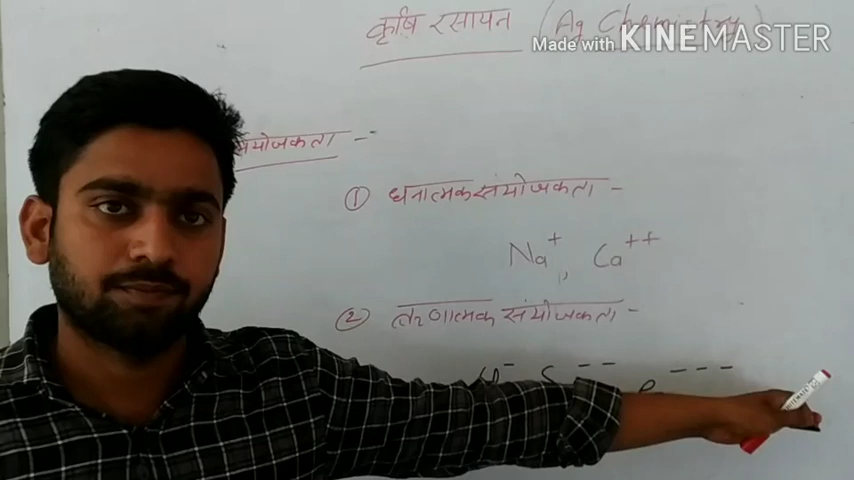 कृषि रसायन (Ag Chemistry)
Made with KINEMASTER
संयोजकता -
① धनात्मक संयोजकता -
Na⁺, Ca⁺⁺
② ऋणात्मक संयोजकता -